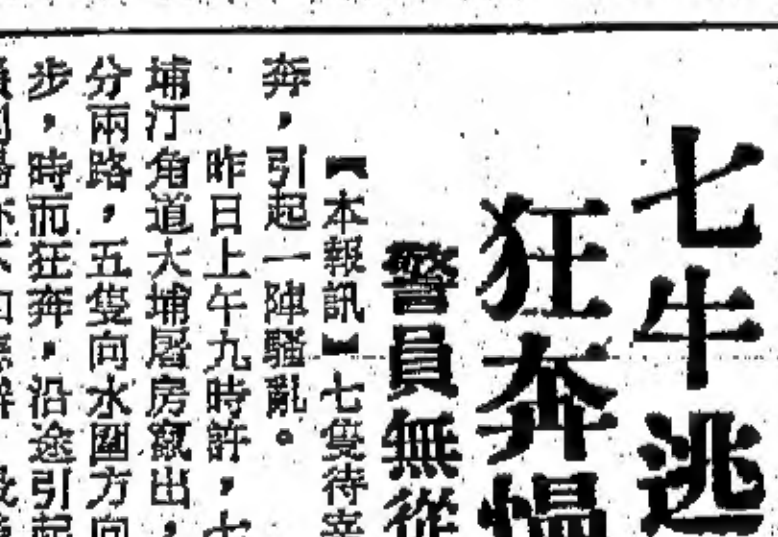 七牛逃
狂奔
警員無從
【本報訊】七隻待宰
奔，引起一陣騷亂。
昨日上午九時許，七
埔汀角道大埔屠房竄出，
分兩路，五隻向水圍方向
步，時而狂奔，沿途引起